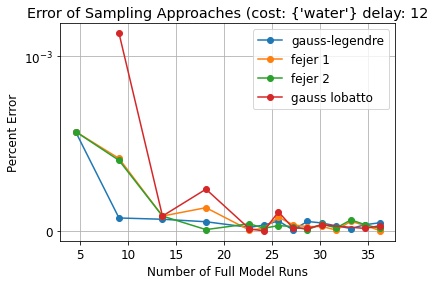 Error of Sampling Approaches (cost: {'water'} delay: 12
10⁻³
0
Percent Error
gauss-legendre
fejer 1
fejer 2
gauss lobatto
5 10 15 20 25 30 35
Number of Full Model Runs